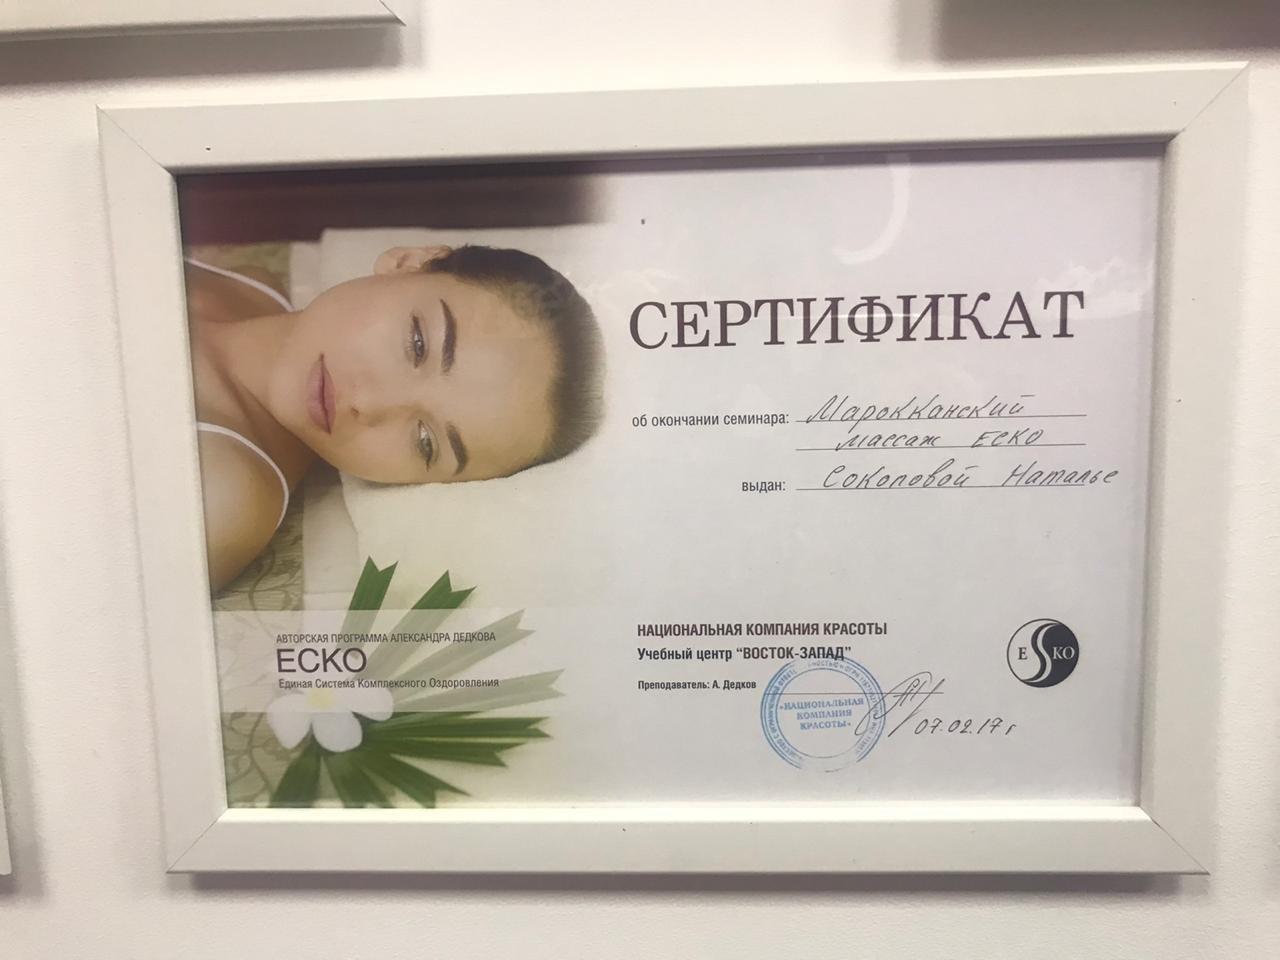 СЕРТИФИКАТ
об окончании семинара: Марокканский
массаж ЕСКО
выдан: Соколовой Наталье
АВТОРСКАЯ ПРОГРАММА АЛЕКСАНДРА ДЕДКОВА
ЕСКО
Единая Система Комплексного Оздоровления
НАЦИОНАЛЬНАЯ КОМПАНИЯ КРАСОТЫ
Учебный центр “ВОСТОК-ЗАПАД”
Преподаватель: А. Дедков
«НАЦИОНАЛЬНАЯ
КОМПАНИЯ
КРАСОТЫ»
07.02.17 г
E S KO